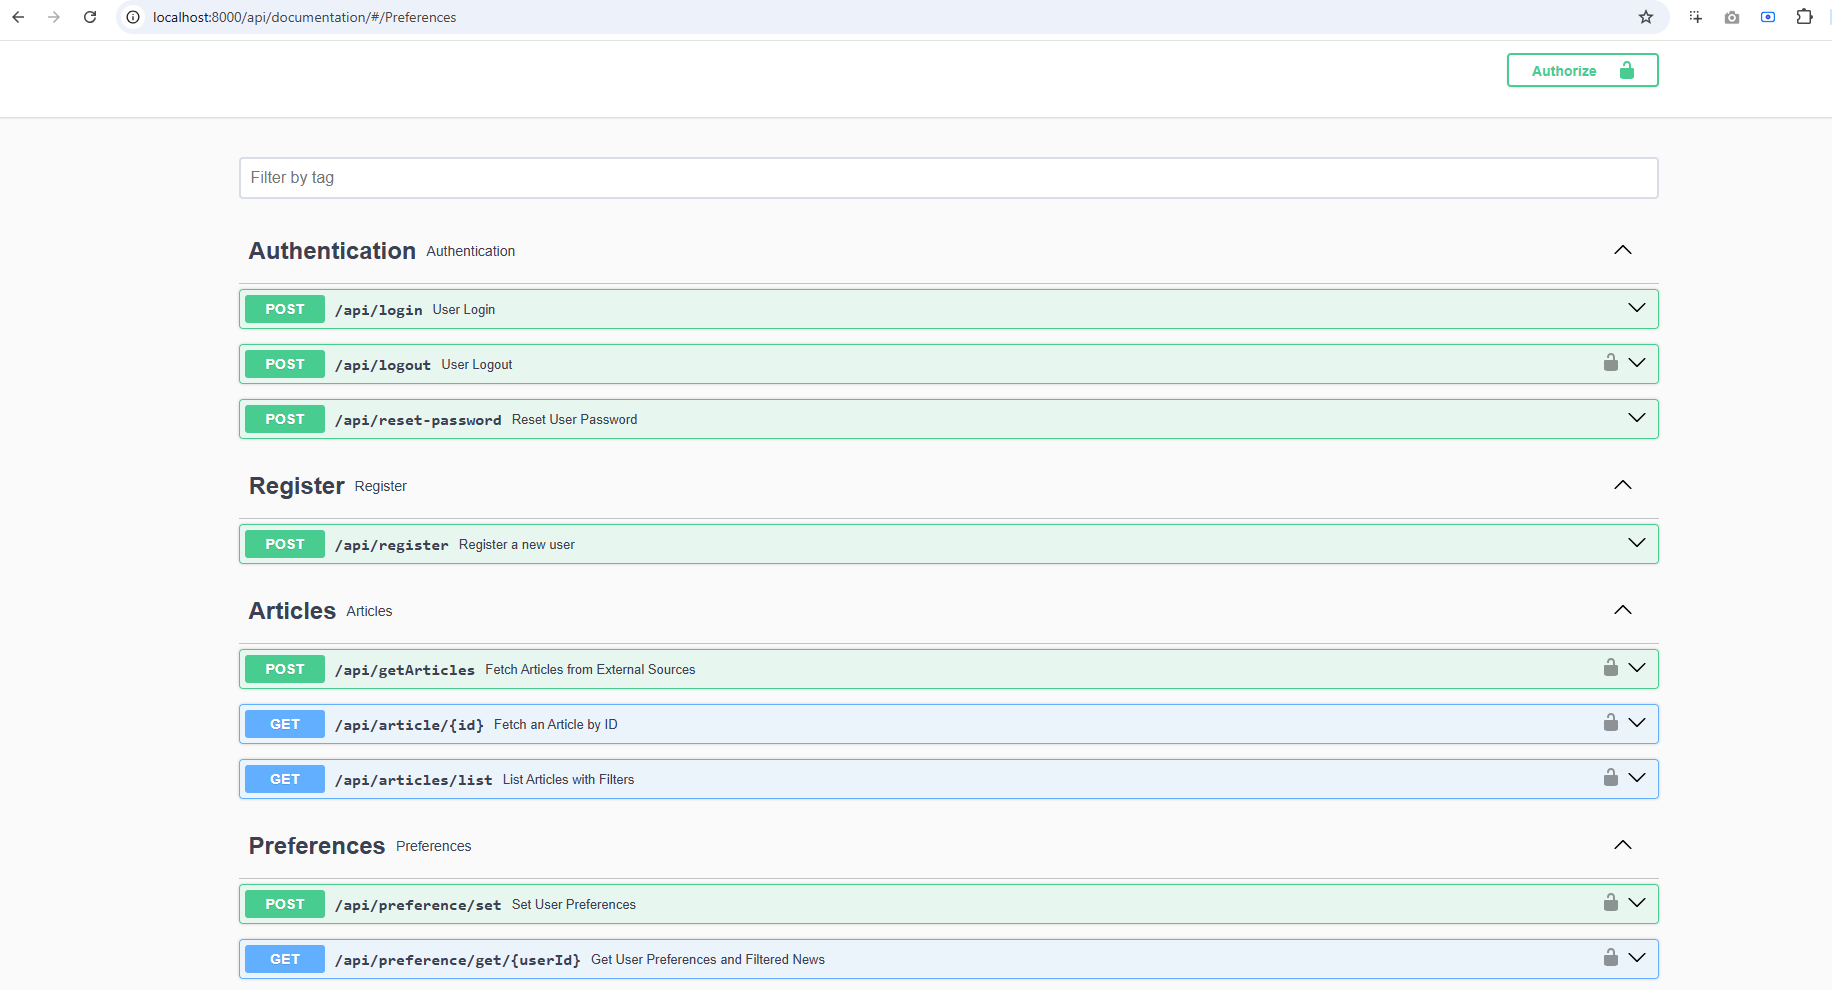 localhost:8000/api/documentation/#/Preferences
Authorize
Filter by tag
Authentication Authentication
POST /api/login User Login
POST /api/logout User Logout
POST /api/reset-password Reset User Password
Register Register
POST /api/register Register a new user
Articles Articles
POST /api/getArticles Fetch Articles from External Sources
GET /api/article/{id} Fetch an Article by ID
GET /api/articles/list List Articles with Filters
Preferences Preferences
POST /api/preference/set Set User Preferences
GET /api/preference/get/{userId} Get User Preferences and Filtered News